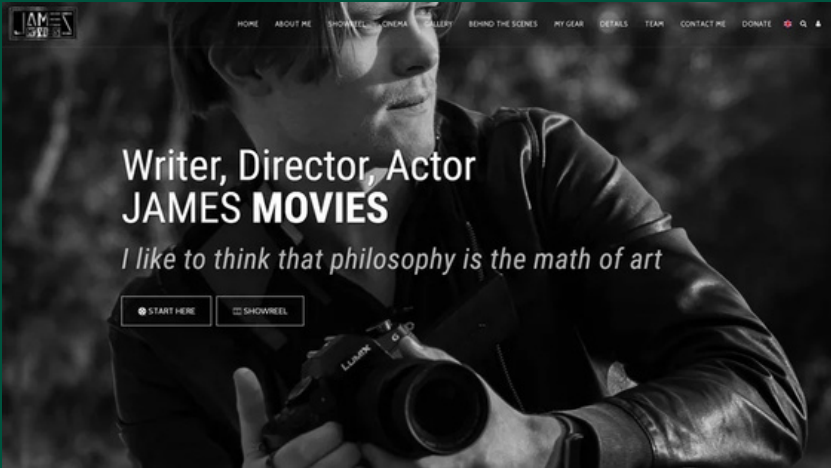 JAMES
HOME ABOUT ME SHOWREEL CINEMA GALLERY BEHIND THE SCENES MY GEAR DETAILS TEAM CONTACT ME DONATE
Writer, Director, Actor
JAMES MOVIES
I like to think that philosophy is the math of art
START HERE SHOWREEL
LUMIX